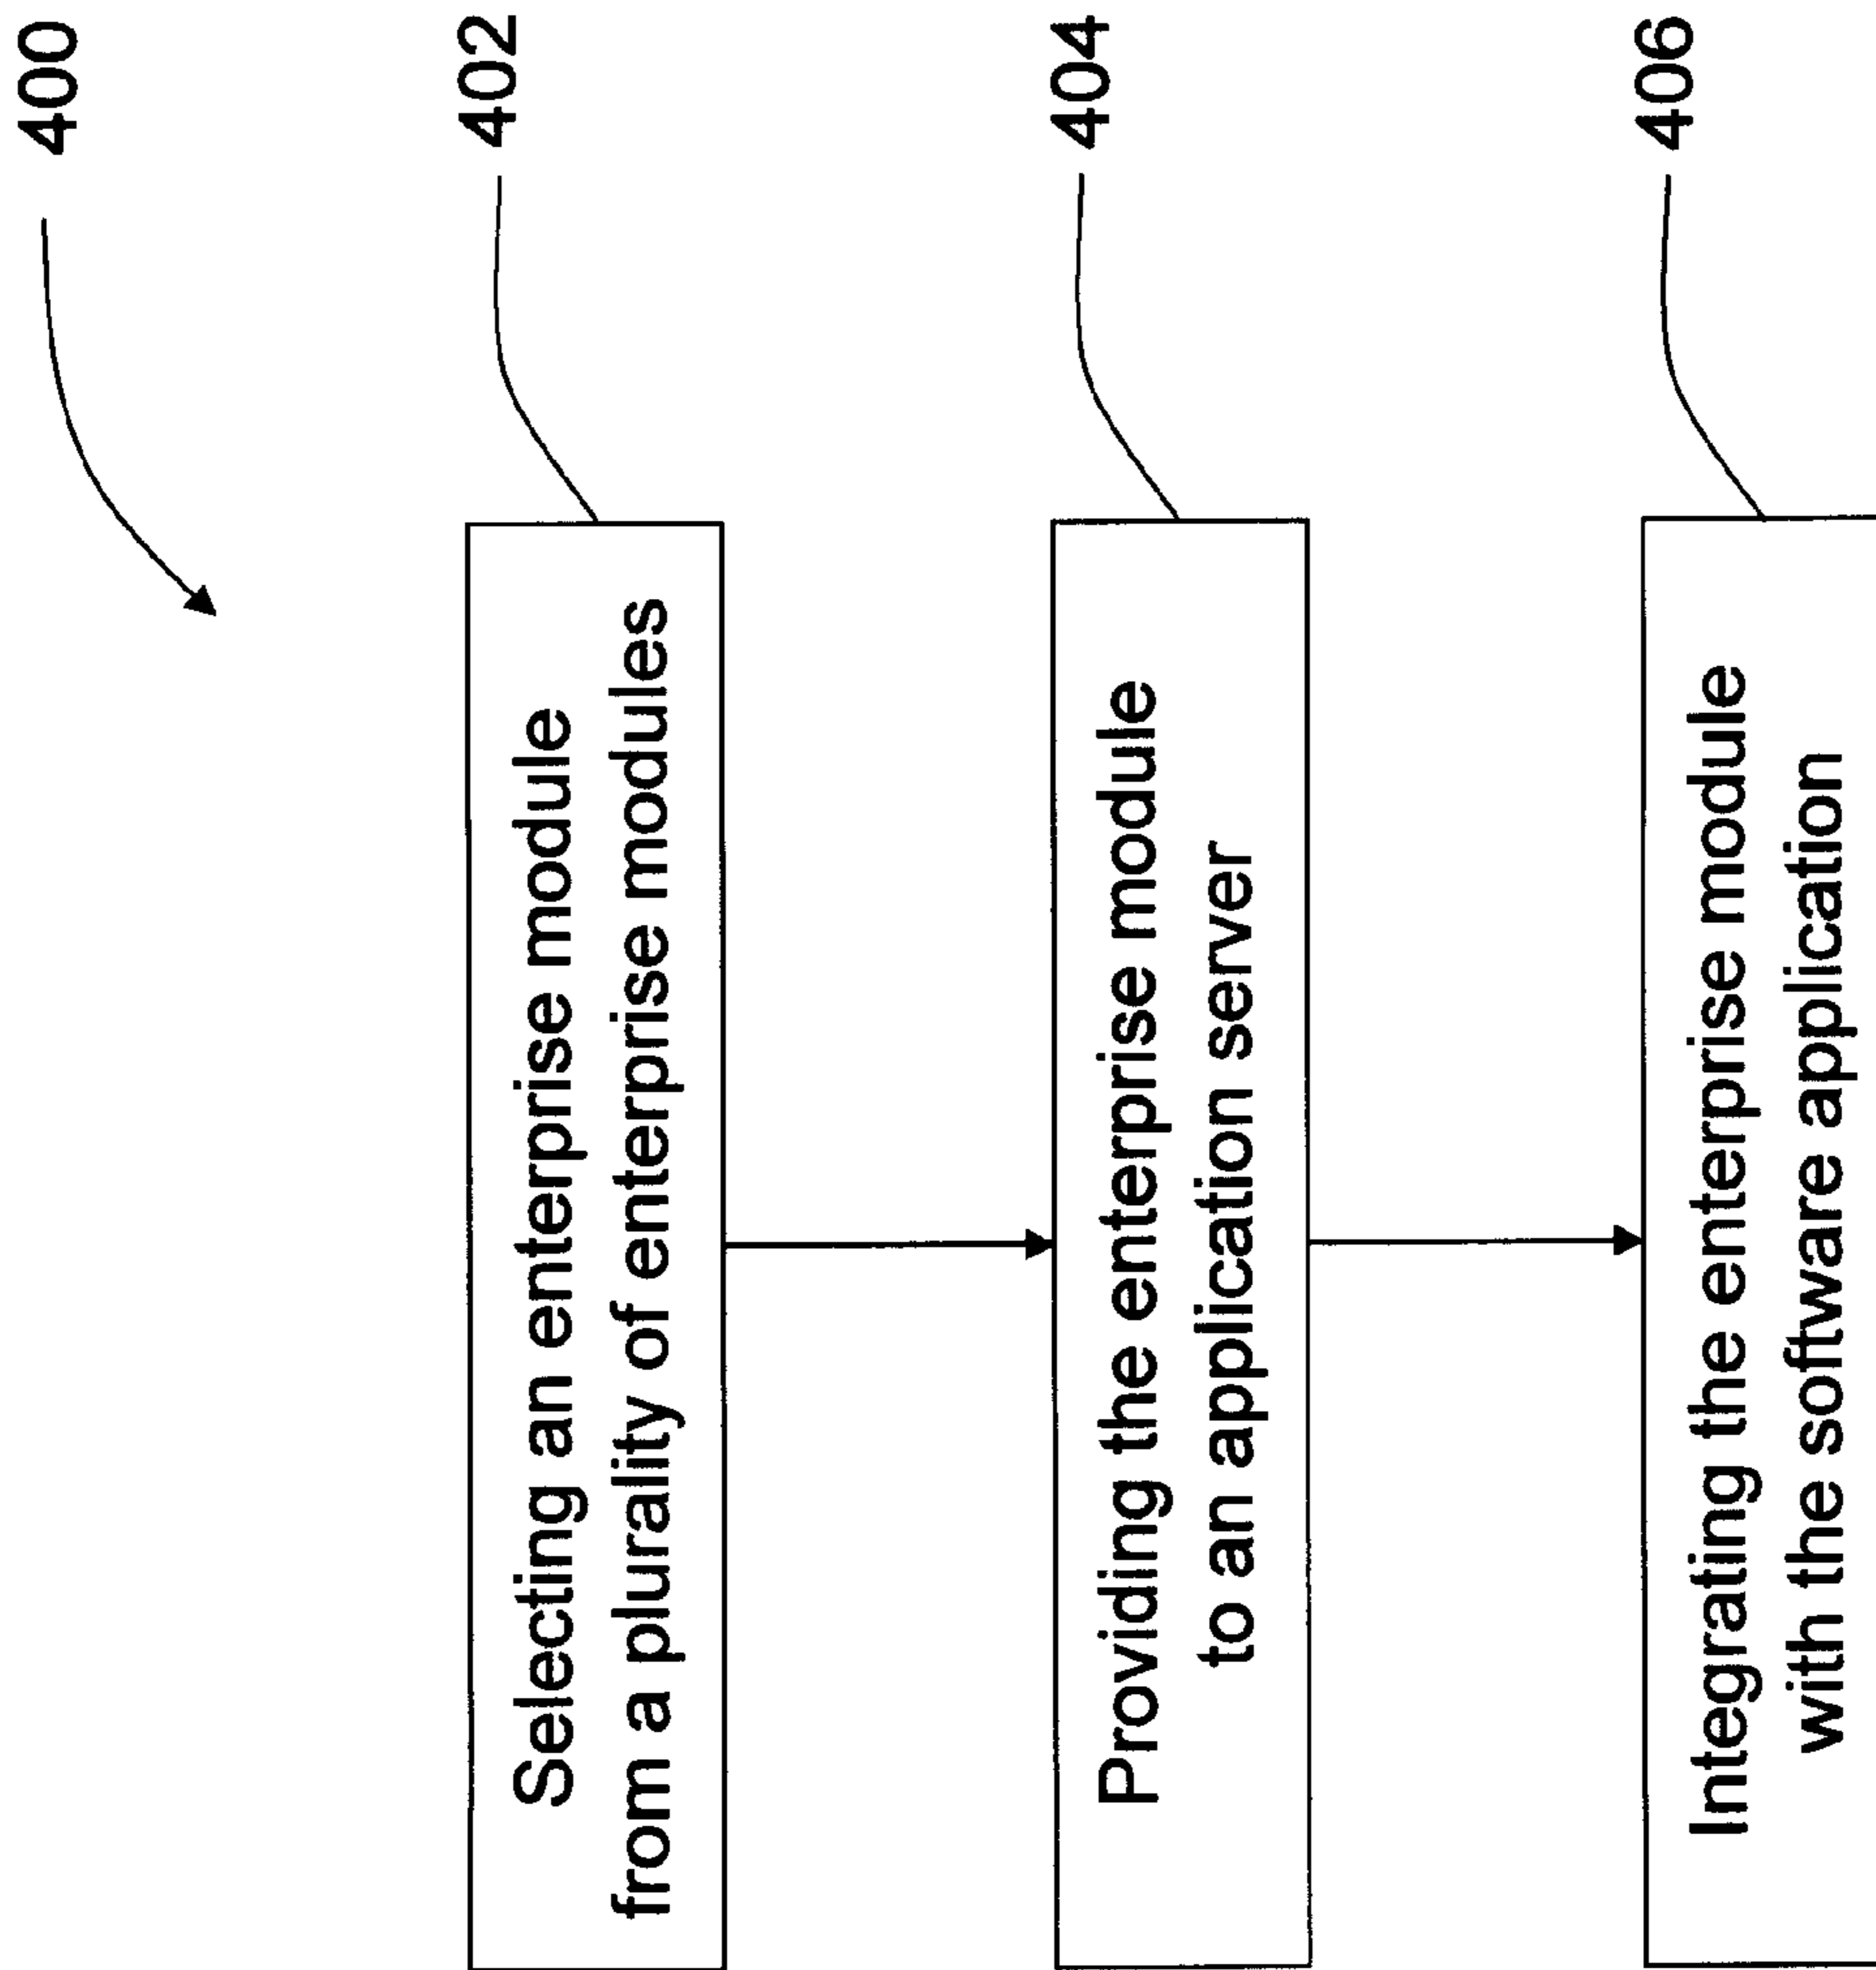 400
402
Selecting an enterprise module
from a plurality of enterprise modules
404
Providing the enterprise module
to an application server
406
Integrating the enterprise module
with the software application